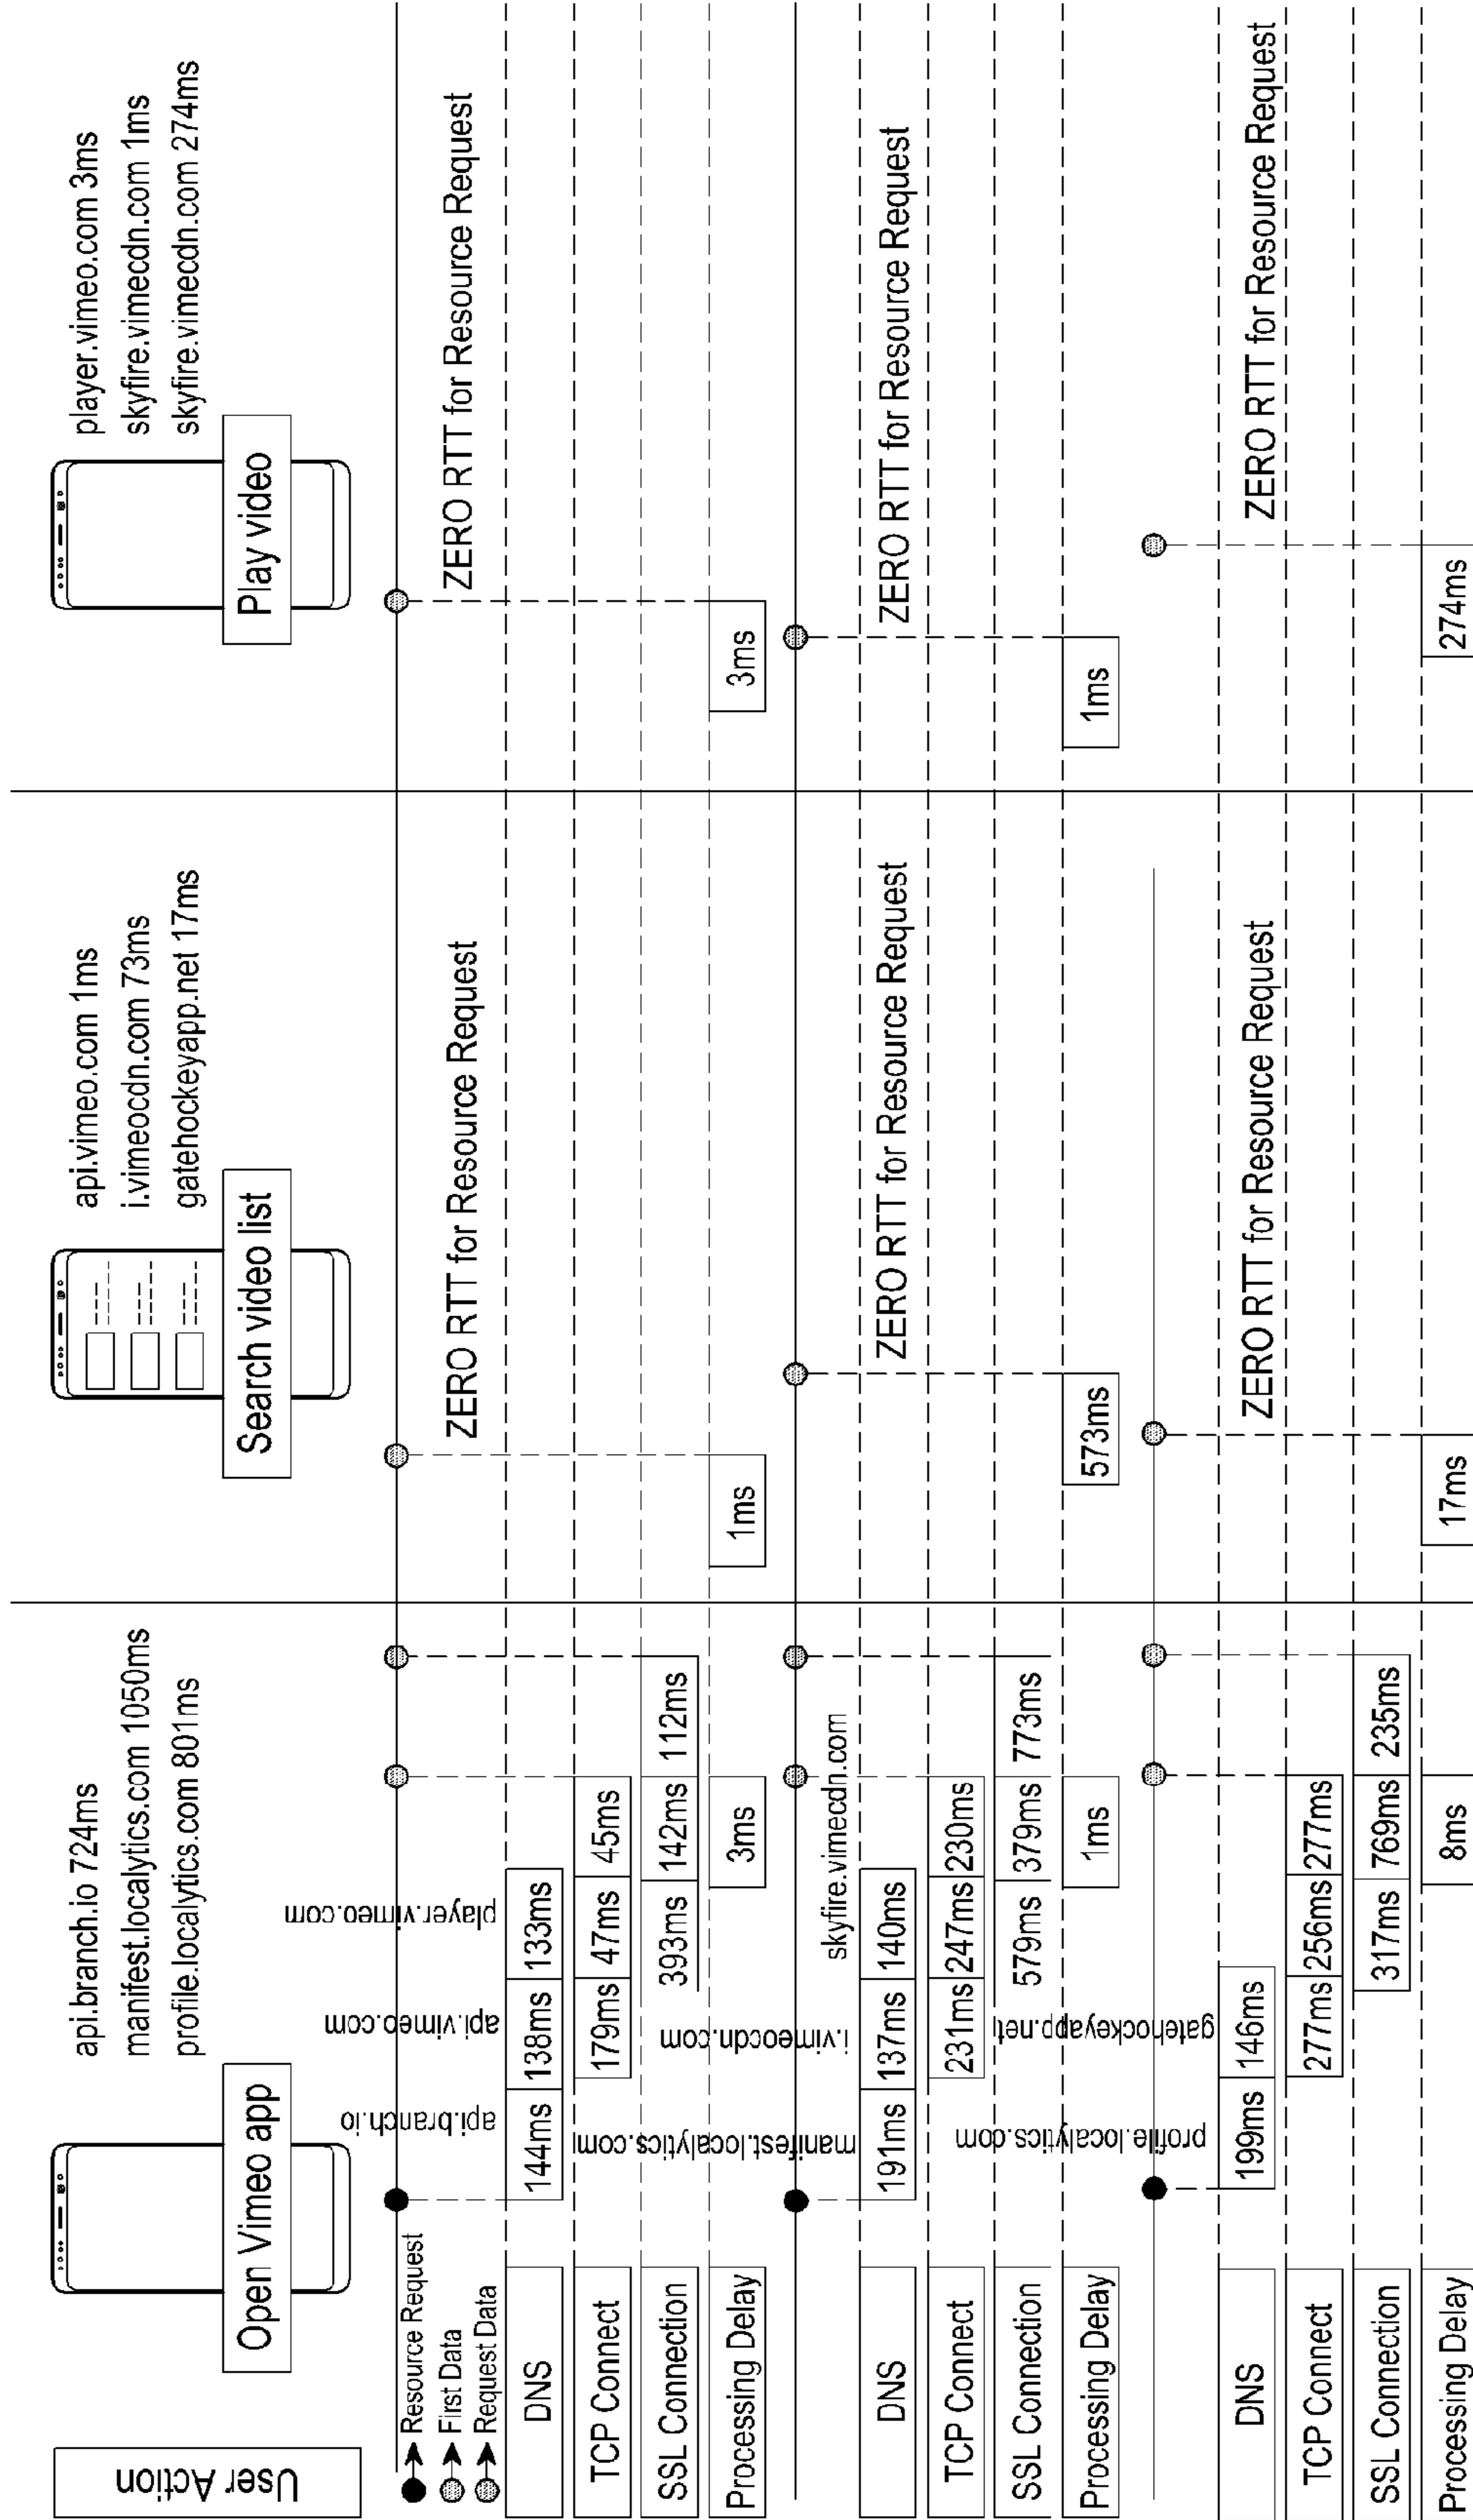 User Action
Open Vimeo app
api.branch.io 724ms
manifest.localytics.com 1050ms
profile.localytics.com 801ms
Search video list
api.vimeo.com 1ms
i.vimeocdn.com 73ms
gatehockeyapp.net 17ms
Play video
player.vimeo.com 3ms
skyfire.vimecdn.com 1ms
skyfire.vimecdn.com 274ms
Resource Request
First Data
Request Data
api.branch.io
api.vimeo.com
player.vimeo.com
ZERO RTT for Resource Request
ZERO RTT for Resource Request
DNS
144ms 138ms 133ms
TCP Connect
179ms 47ms 45ms
SSL Connection
393ms 142ms 112ms
Processing Delay
3ms
1ms
3ms
manifest.localytics.com
i.vimeocdn.com
skyfire.vimecdn.com
ZERO RTT for Resource Request
ZERO RTT for Resource Request
DNS
191ms 137ms 140ms
TCP Connect
231ms 247ms 230ms
SSL Connection
579ms 379ms 773ms
Processing Delay
1ms
573ms
1ms
profile.localytics.com
gatehockeyapp.net
ZERO RTT for Resource Request
ZERO RTT for Resource Request
DNS
199ms 146ms
TCP Connect
277ms 256ms 277ms
SSL Connection
317ms 769ms 235ms
Processing Delay
8ms
17ms
274ms